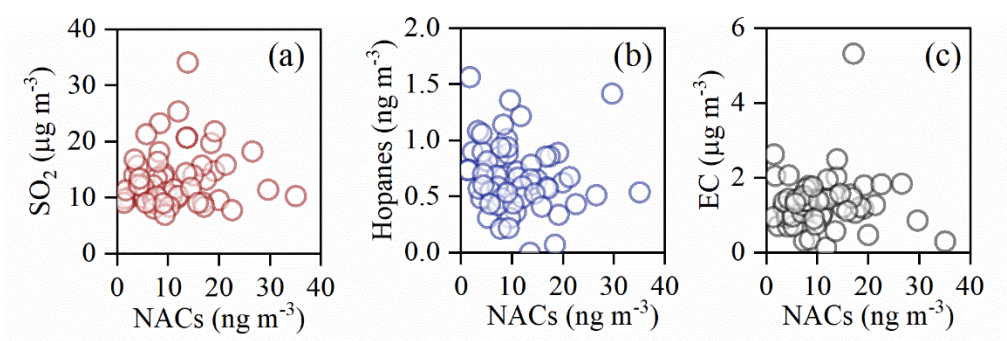 (a)
40
30
20
10
0
SO₂ (μg m⁻³)
0 10 20 30 40
NACs (ng m⁻³)
(b)
2.0
1.5
1.0
0.5
0.0
Hopanes (ng m⁻³)
0 10 20 30 40
NACs (ng m⁻³)
(c)
6
4
2
0
EC (μg m⁻³)
0 10 20 30 40
NACs (ng m⁻³)